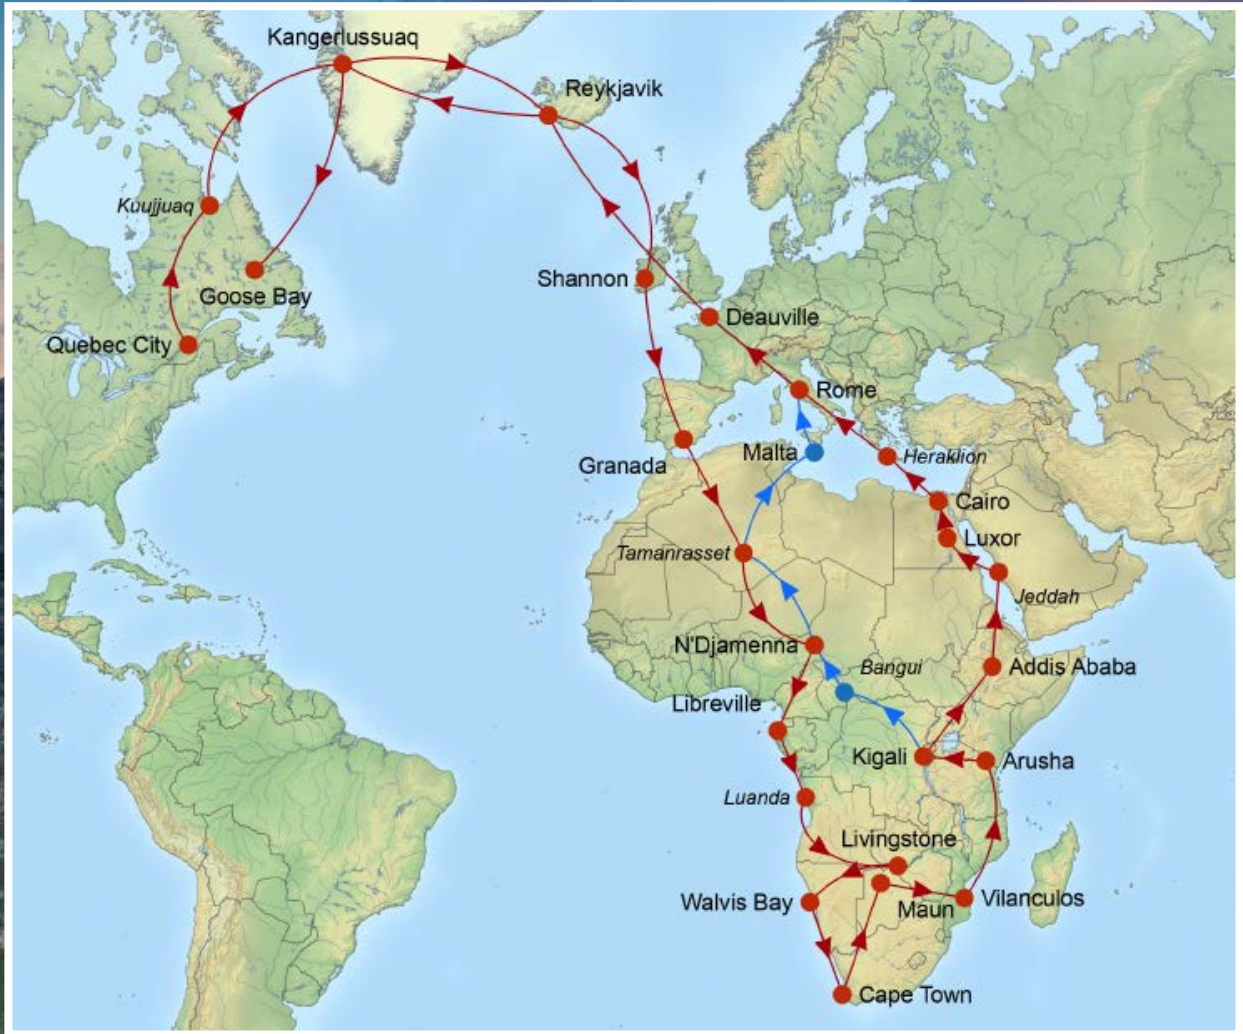 Kangerlussuaq
Reykjavik
Kuujjuaq
Shannon
Goose Bay
Deauville
Quebec City
Rome
Malta
Heraklion
Granada
Cairo
Luxor
Tamanrasset
Jeddah
N'Djamenna
Bangui
Addis Ababa
Libreville
Kigali
Arusha
Luanda
Livingstone
Walvis Bay
Maun
Vilanculos
Cape Town